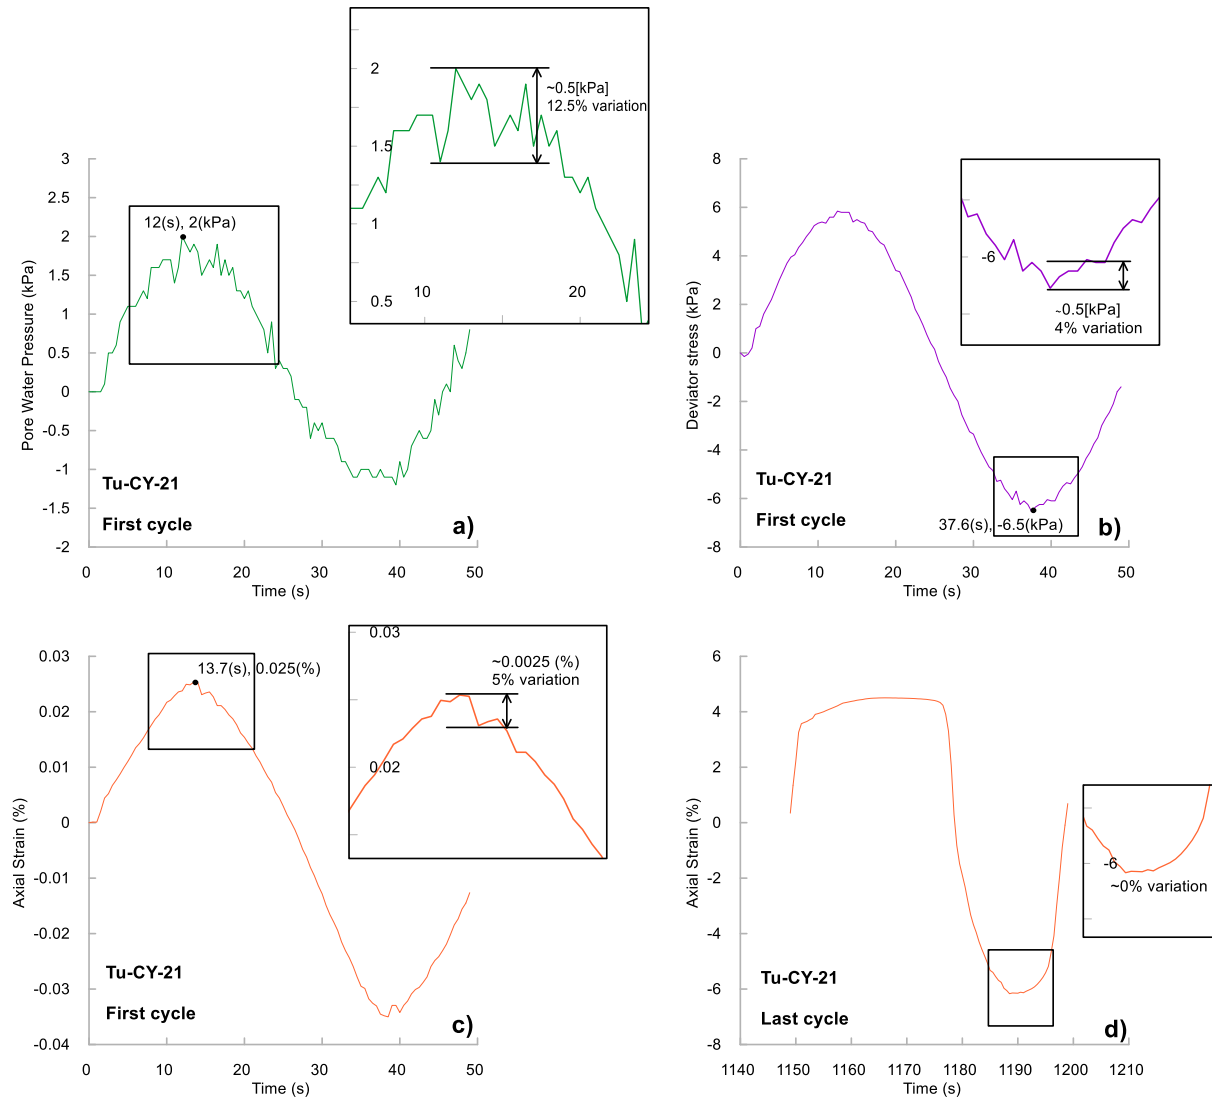 2
~0.5[kPa]
12.5% variation
1.5
1
0.5
10
20
3
2.5
2
1.5
1
0.5
0
-0.5
-1
-1.5
-2
Pore Water Pressure (kPa)
12(s), 2(kPa)
Tu-CY-21
First cycle
a)
0
10
20
30
40
50
Time (s)
8
6
4
2
0
-2
-4
-6
-8
Deviator stress (kPa)
-6
~0.5[kPa]
4% variation
Tu-CY-21
First cycle
37.6(s), -6.5(kPa)
b)
0
10
20
30
40
50
Time (s)
0.03
0.02
0.01
0
-0.01
-0.02
-0.03
-0.04
Axial Strain (%)
13.7(s), 0.025(%)
0.03
~0.0025 (%)
5% variation
0.02
Tu-CY-21
First cycle
c)
0
10
20
30
40
50
Time (s)
6
4
2
0
-2
-4
-6
-8
Axial Strain (%)
-6
~0% variation
Tu-CY-21
Last cycle
d)
1140
1150
1160
1170
1180
1190
1200
1210
Time (s)